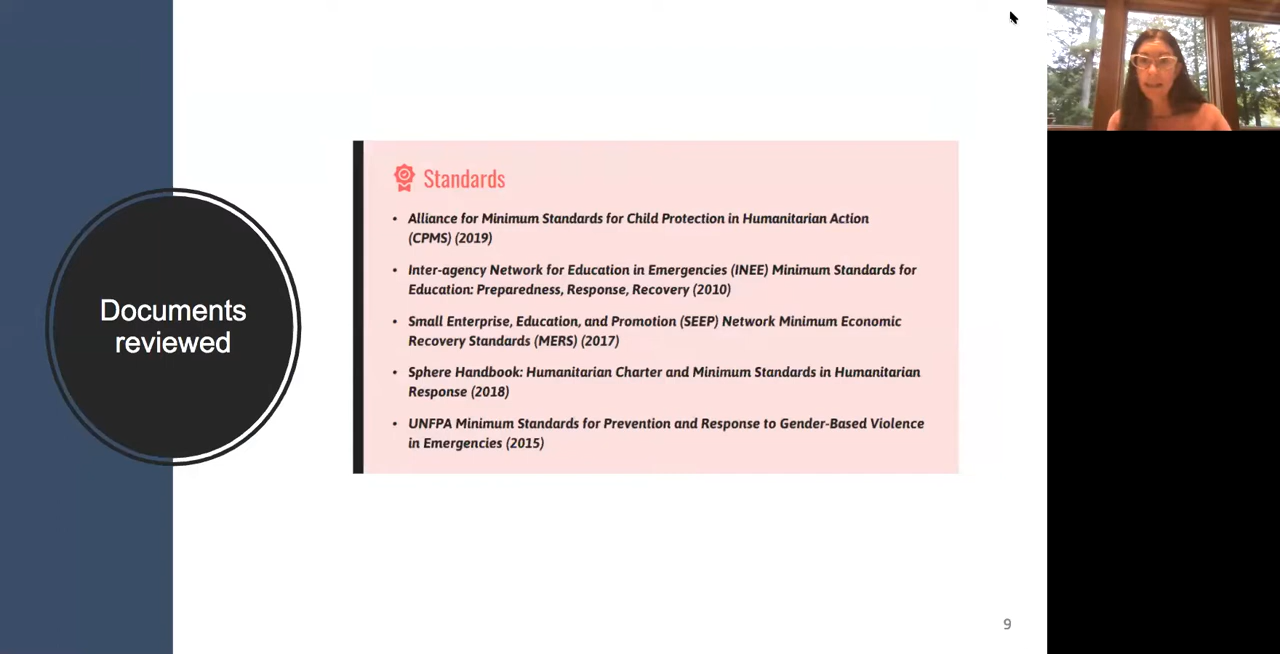 Documents
reviewed
Standards
• Alliance for Minimum Standards for Child Protection in Humanitarian Action
(CPMS) (2019)
• Inter-agency Network for Education in Emergencies (INEE) Minimum Standards for
Education: Preparedness, Response, Recovery (2010)
• Small Enterprise, Education, and Promotion (SEEP) Network Minimum Economic
Recovery Standards (MERS) (2017)
• Sphere Handbook: Humanitarian Charter and Minimum Standards in Humanitarian
Response (2018)
• UNFPA Minimum Standards for Prevention and Response to Gender-Based Violence
in Emergencies (2015)
9